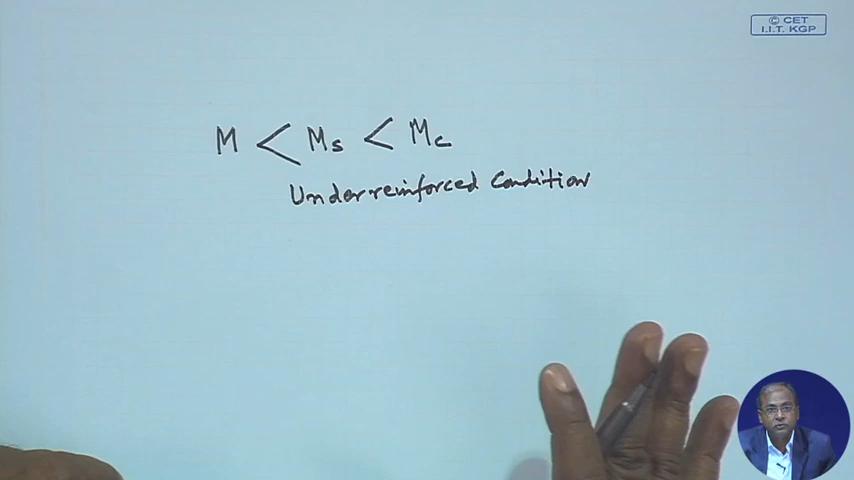 © CET
I.I.T. KGP
M < Ms < Mc
Underreinforced Condition